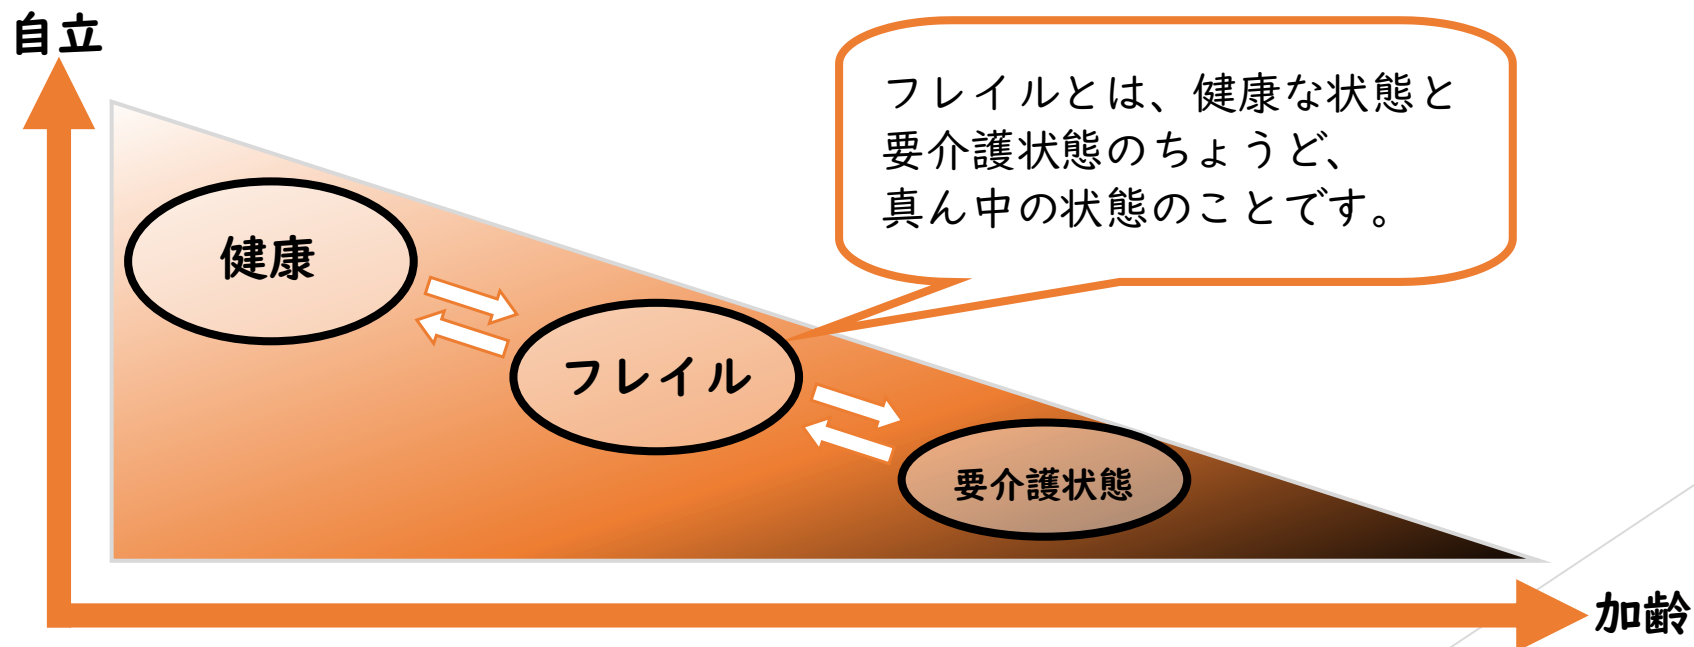 自立
フレイルとは、健康な状態と
要介護状態のちょうど、
真ん中の状態のことです。
健康
フレイル
要介護状態
加齢